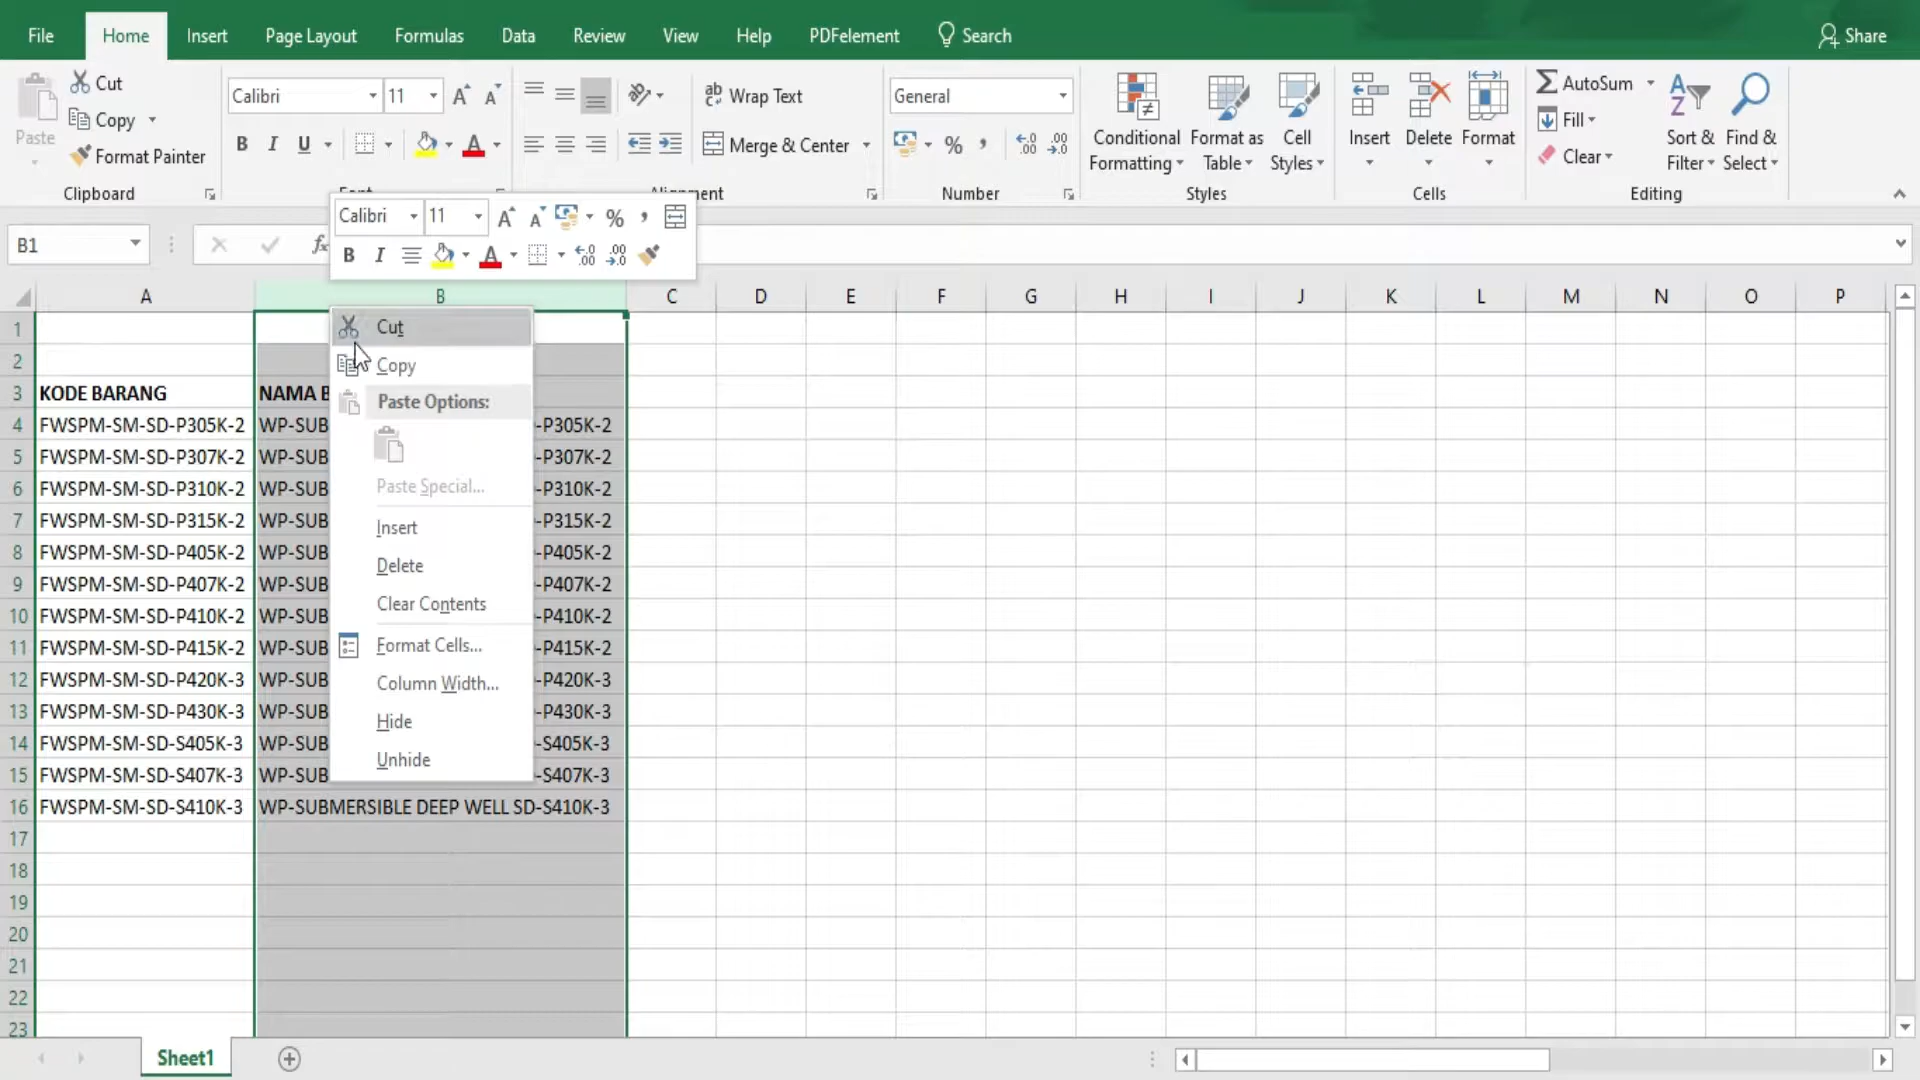 File Home Insert Page Layout Formulas Data Review View Help PDFelement Search Share
Paste Cut Copy Format Painter
Clipboard
Calibri 11 A A
B I U A
Wrap Text
Merge & Center
Alignment
General
% , .0 .00
Number
Conditional Formatting Format as Table Cell Styles
Styles
Insert Delete Format
Cells
AutoSum Fill Clear Sort & Filter Find & Select
Editing
B1 fx
Calibri 11 A A % ,
B I A .0 .00
A B C D E F G H I J K L M N O P
1
2
3 KODE BARANG NAMA B
4 FWSPM-SM-SD-P305K-2 WP-SUB -P305K-2
5 FWSPM-SM-SD-P307K-2 WP-SUB -P307K-2
6 FWSPM-SM-SD-P310K-2 WP-SUB -P310K-2
7 FWSPM-SM-SD-P315K-2 WP-SUB -P315K-2
8 FWSPM-SM-SD-P405K-2 WP-SUB -P405K-2
9 FWSPM-SM-SD-P407K-2 WP-SUB -P407K-2
10 FWSPM-SM-SD-P410K-2 WP-SUB -P410K-2
11 FWSPM-SM-SD-P415K-2 WP-SUB -P415K-2
12 FWSPM-SM-SD-P420K-3 WP-SUB -P420K-3
13 FWSPM-SM-SD-P430K-3 WP-SUB -P430K-3
14 FWSPM-SM-SD-S405K-3 WP-SUB -S405K-3
15 FWSPM-SM-SD-S407K-3 WP-SUB -S407K-3
16 FWSPM-SM-SD-S410K-3 WP-SUBMERSIBLE DEEP WELL SD-S410K-3
17
18
19
20
21
22
23
Cut
Copy
Paste Options:
Paste Special...
Insert
Delete
Clear Contents
Format Cells...
Column Width...
Hide
Unhide
Sheet1